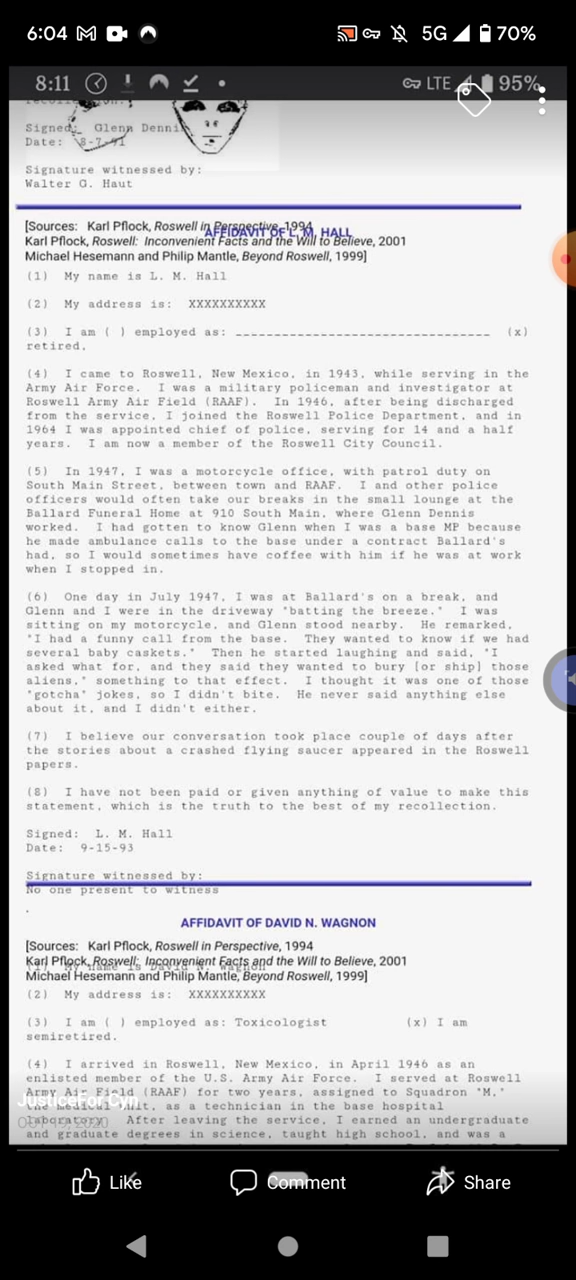 6:04 5G 70%
8:11 LTE 95%
Signed: Glenn Denni
Date: 8-7-91
Signature witnessed by:
Walter G. Haut
[Sources: Karl Pflock, Roswell in Perspective, 1994
AFFIDAVIT OF L. M. HALL
Karl Pflock, Roswell: Inconvenient Facts and the Will to Believe, 2001
Michael Hesemann and Philip Mantle, Beyond Roswell, 1999]
(1) My name is L. M. Hall
(2) My address is: XXXXXXXXXX
(3) I am ( ) employed as: ________________________________ (x)
retired,
(4) I came to Roswell, New Mexico, in 1943, while serving in the
Army Air Force. I was a military policeman and investigator at
Roswell Army Air Field (RAAF). In 1946, after being discharged
from the service, I joined the Roswell Police Department, and in
1964 I was appointed chief of police, serving for 14 and a half
years. I am now a member of the Roswell City Council.
(5) In 1947, I was a motorcycle office, with patrol duty on
South Main Street, between town and RAAF. I and other police
officers would often take our breaks in the small lounge at the
Ballard Funeral Home at 910 South Main, where Glenn Dennis
worked. I had gotten to know Glenn when I was a base MP because
he made ambulance calls to the base under a contract Ballard's
had, so I would sometimes have coffee with him if he was at work
when I stopped in.
(6) One day in July 1947, I was at Ballard's on a break, and
Glenn and I were in the driveway "batting the breeze." I was
sitting on my motorcycle, and Glenn stood nearby. He remarked,
"I had a funny call from the base. They wanted to know if we had
several baby caskets." Then he started laughing and said, "I
asked what for, and they said they wanted to bury [or ship] those
aliens," something to that effect. I thought it was one of those
"gotcha" jokes, so I didn't bite. He never said anything else
about it, and I didn't either.
(7) I believe our conversation took place couple of days after
the stories about a crashed flying saucer appeared in the Roswell
papers.
(8) I have not been paid or given anything of value to make this
statement, which is the truth to the best of my recollection.
Signed: L. M. Hall
Date: 9-15-93
Signature witnessed by:
No one present to witness
.
AFFIDAVIT OF DAVID N. WAGNON
[Sources: Karl Pflock, Roswell in Perspective, 1994
Karl Pflock, Roswell: Inconvenient Facts and the Will to Believe, 2001
(1) My name is David N. Wagnon
Michael Hesemann and Philip Mantle, Beyond Roswell, 1999]
(2) My address is: XXXXXXXXXX
(3) I am ( ) employed as: Toxicologist (x) I am
semiretired.
(4) I arrived in Roswell, New Mexico, in April 1946 as an
enlisted member of the U.S. Army Air Force. I served at Roswell
Army Air Field (RAAF) for two years, assigned to Squadron "M,"
JusticeFor Cyn
the medical unit, as a technician in the base hospital
laboratory. After leaving the service, I earned an undergraduate
and graduate degrees in science, taught high school, and was a
Like Comment Share